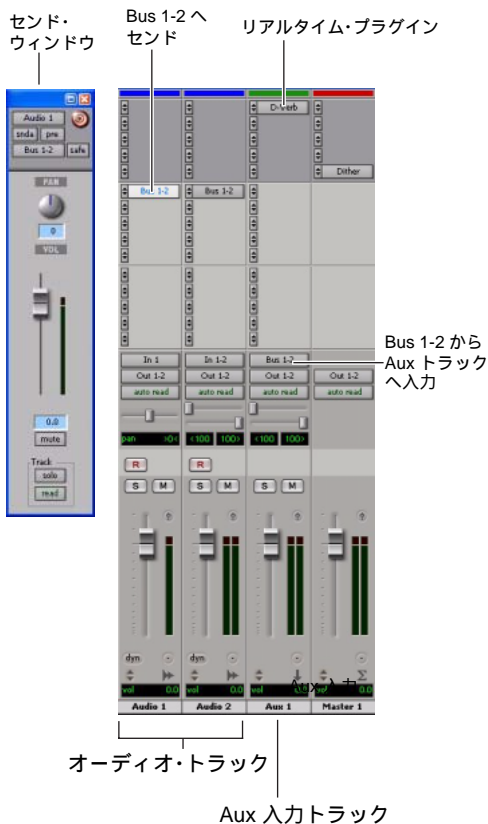 センド・
ウィンドウ
Bus 1-2 へ
センド
リアルタイム・プラグイン
Audio 1
snda pre
Bus 1-2 safe
PAN
0
VOL
0.0
mute
Track
solo
read
D-Verb
Dither
Bus 1-2
Bus 1-2
In 1
In 1-2
Bus 1-2
Out 1-2
Out 1-2
Out 1-2
Out 1-2
auto read
auto read
auto read
auto read
pan >0<
<100 100>
<100 100>
Bus 1-2 から
Aux トラック
へ入力
R
R
S M
S M
S M
dyn
dyn
Σ
vol 0.0
vol 0.0
vol
Aux 入力
vol 0.0
Audio 1
Audio 2
Aux 1
Master 1
オーディオ・トラック
Aux 入力トラック